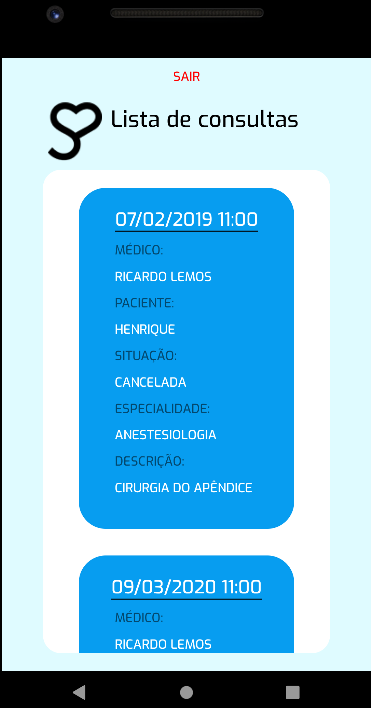 SAIR
Lista de consultas
07/02/2019 11:00
MÉDICO:
RICARDO LEMOS
PACIENTE:
HENRIQUE
SITUAÇÃO:
CANCELADA
ESPECIALIDADE:
ANESTESIOLOGIA
DESCRIÇÃO:
CIRURGIA DO APÊNDICE
09/03/2020 11:00
MÉDICO:
RICARDO LEMOS